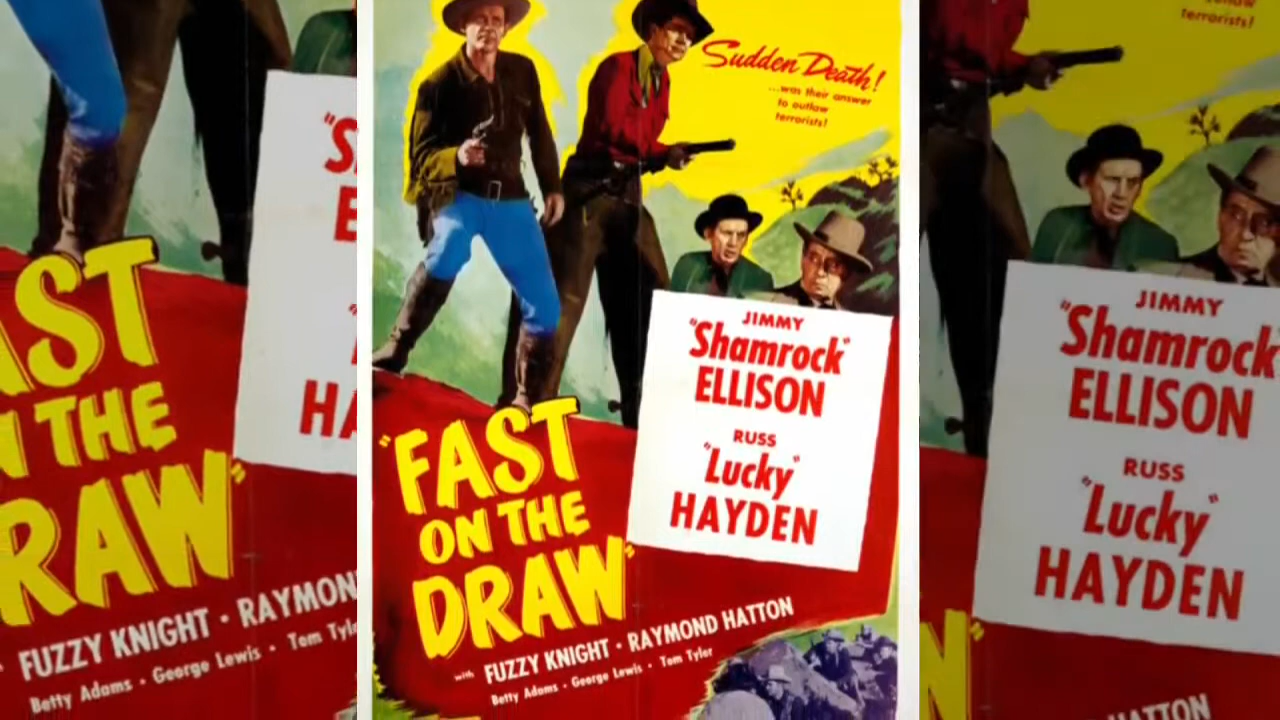 Sudden Death!
...was their answer
to outlaw
terrorists!
JIMMY
"Shamrock"
ELLISON
RUSS
"Lucky"
HAYDEN
"FAST
ON THE
DRAW"
with FUZZY KNIGHT • RAYMOND HATTON
Betty Adams • George Lewis • Tom Tyler